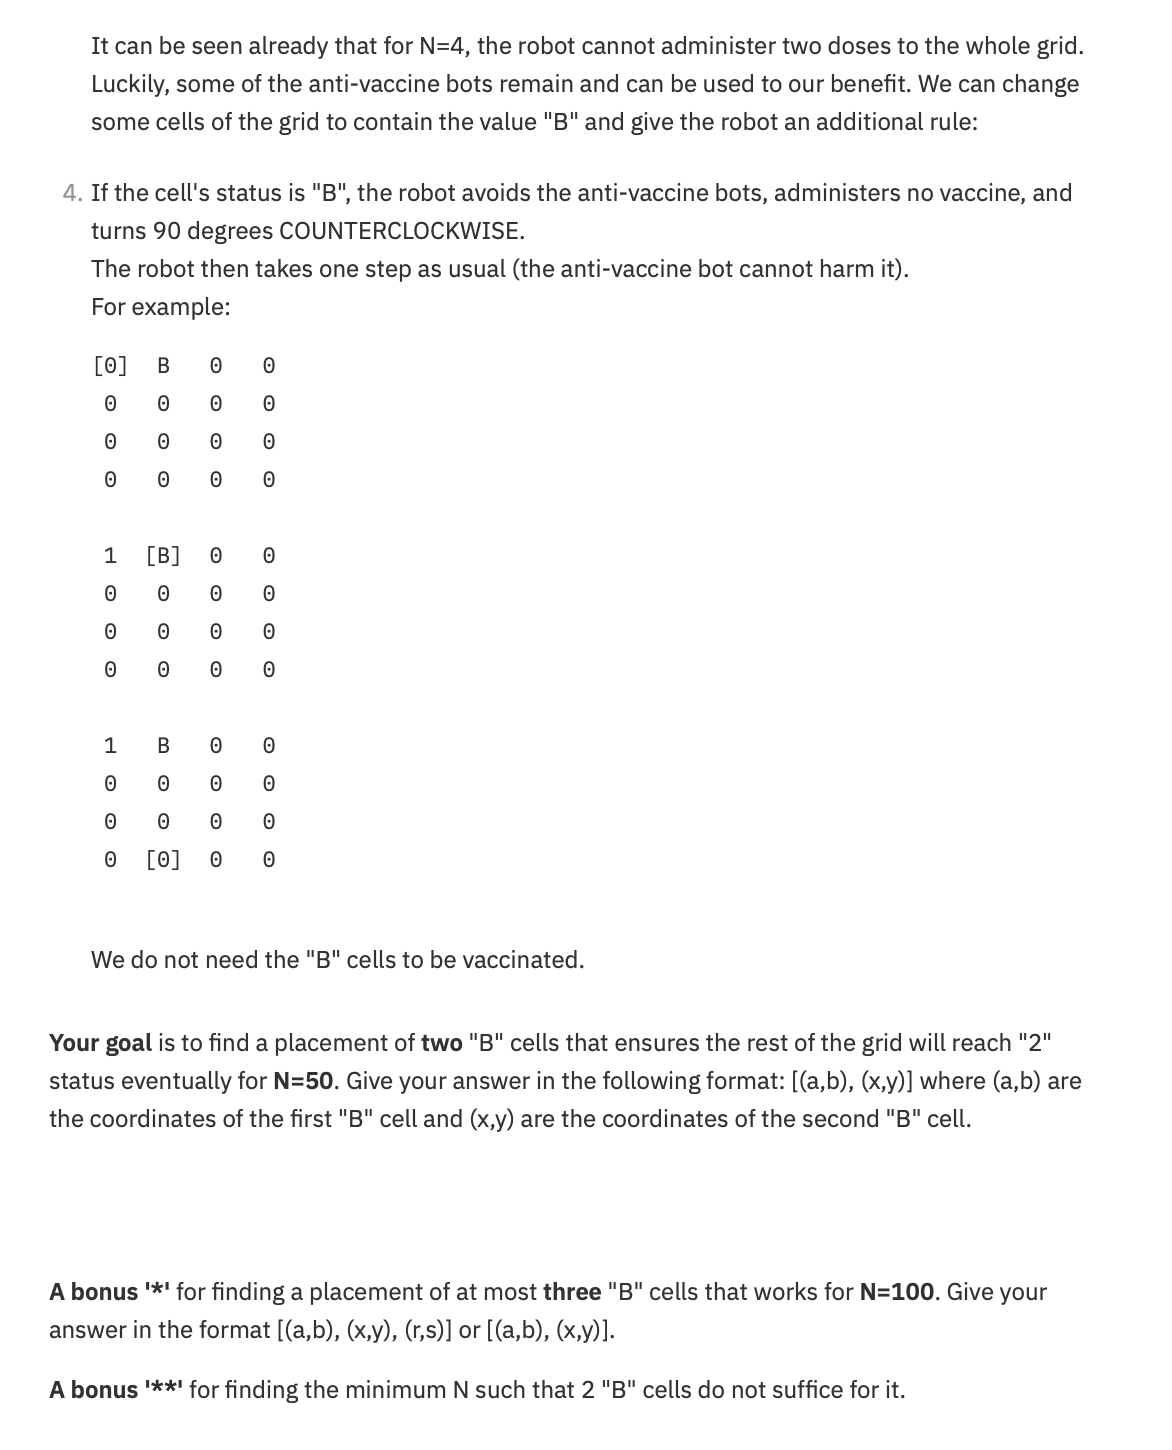 It can be seen already that for N=4, the robot cannot administer two doses to the whole grid.
Luckily, some of the anti-vaccine bots remain and can be used to our benefit. We can change
some cells of the grid to contain the value "B" and give the robot an additional rule:
4. If the cell's status is "B", the robot avoids the anti-vaccine bots, administers no vaccine, and
turns 90 degrees COUNTERCLOCKWISE.
The robot then takes one step as usual (the anti-vaccine bot cannot harm it).
For example:
[0] B 0 0
0 0 0 0
0 0 0 0
0 0 0 0
1 [B] 0 0
0 0 0 0
0 0 0 0
0 0 0 0
1 B 0 0
0 0 0 0
0 0 0 0
0 [0] 0 0
We do not need the "B" cells to be vaccinated.
Your goal is to find a placement of two "B" cells that ensures the rest of the grid will reach "2"
status eventually for N=50. Give your answer in the following format: [(a,b), (x,y)] where (a,b) are
the coordinates of the first "B" cell and (x,y) are the coordinates of the second "B" cell.
A bonus '*' for finding a placement of at most three "B" cells that works for N=100. Give your
answer in the format [(a,b), (x,y), (r,s)] or [(a,b), (x,y)].
A bonus '**' for finding the minimum N such that 2 "B" cells do not suffice for it.